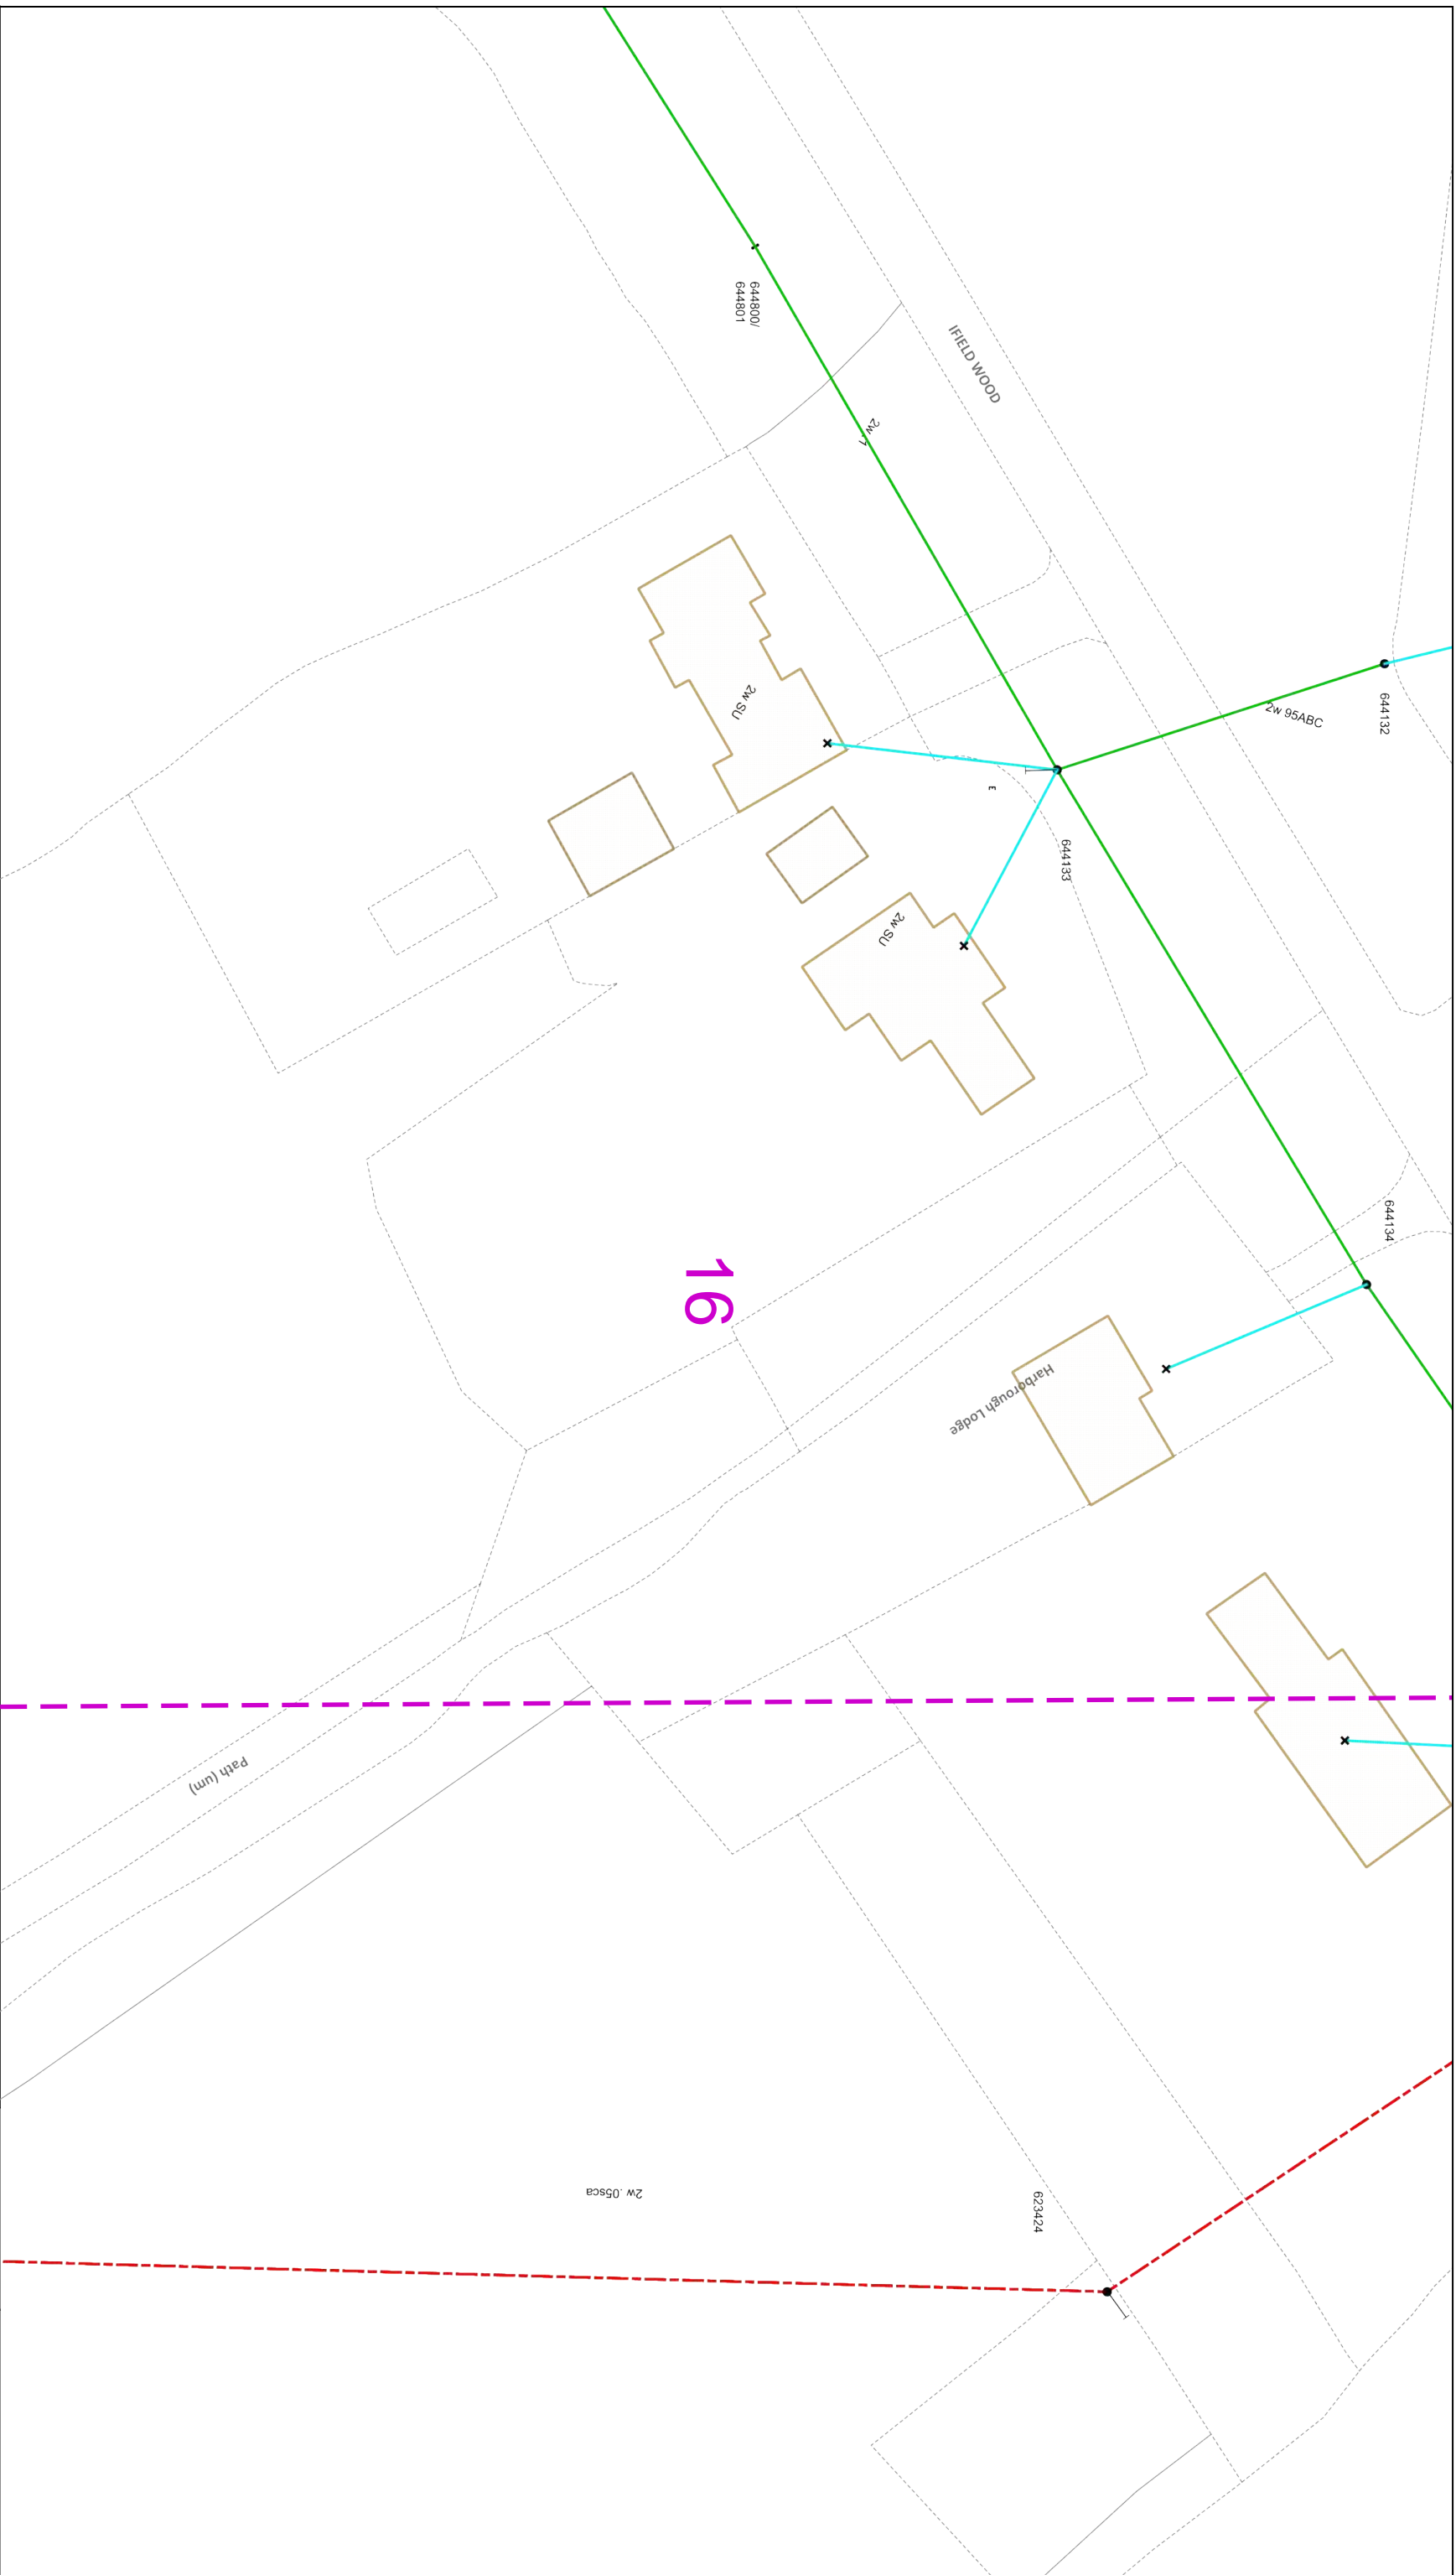 644800/
644801
IFIELD WOOD
2w .1
2w 95ABC
644132
2w SU
E
644133
2w SU
644134
16
Harborough Lodge
Path (um)
2w .05sca
623424